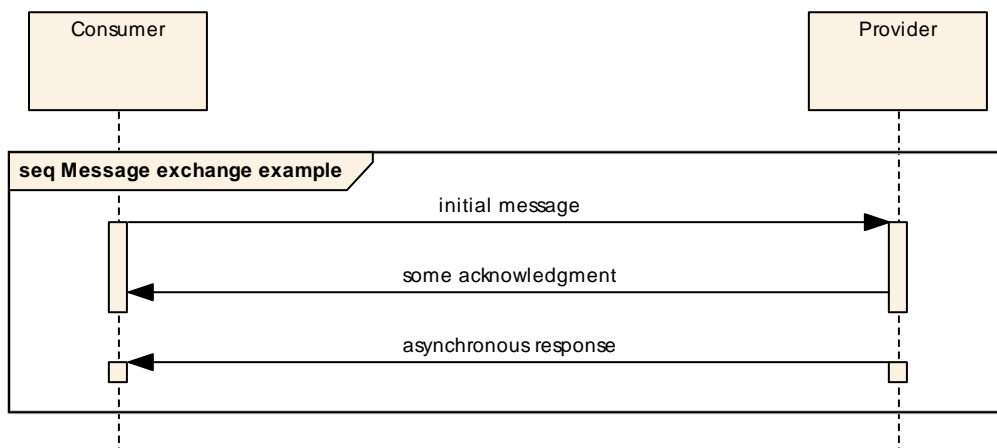 Consumer
Provider
seq Message exchange example
initial message
some acknowledgment
asynchronous response